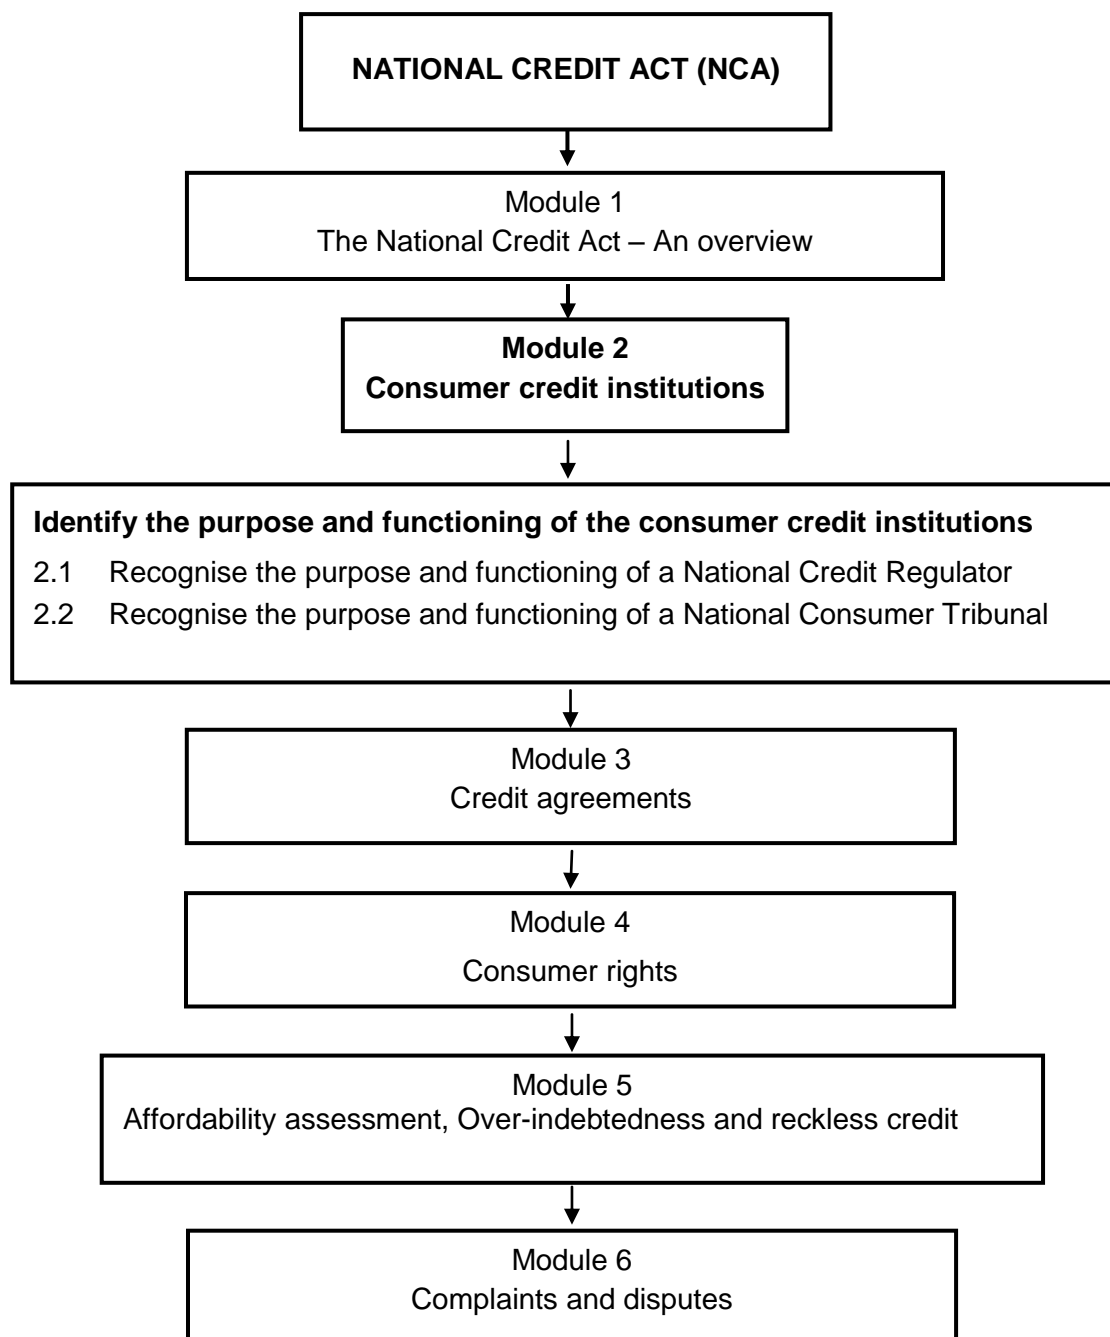 NATIONAL CREDIT ACT (NCA)
Module 1
The National Credit Act – An overview
Module 2
Consumer credit institutions
Identify the purpose and functioning of the consumer credit institutions
2.1 Recognise the purpose and functioning of a National Credit Regulator
2.2 Recognise the purpose and functioning of a National Consumer Tribunal
Module 3
Credit agreements
Module 4
Consumer rights
Module 5
Affordability assessment, Over-indebtedness and reckless credit
Module 6
Complaints and disputes